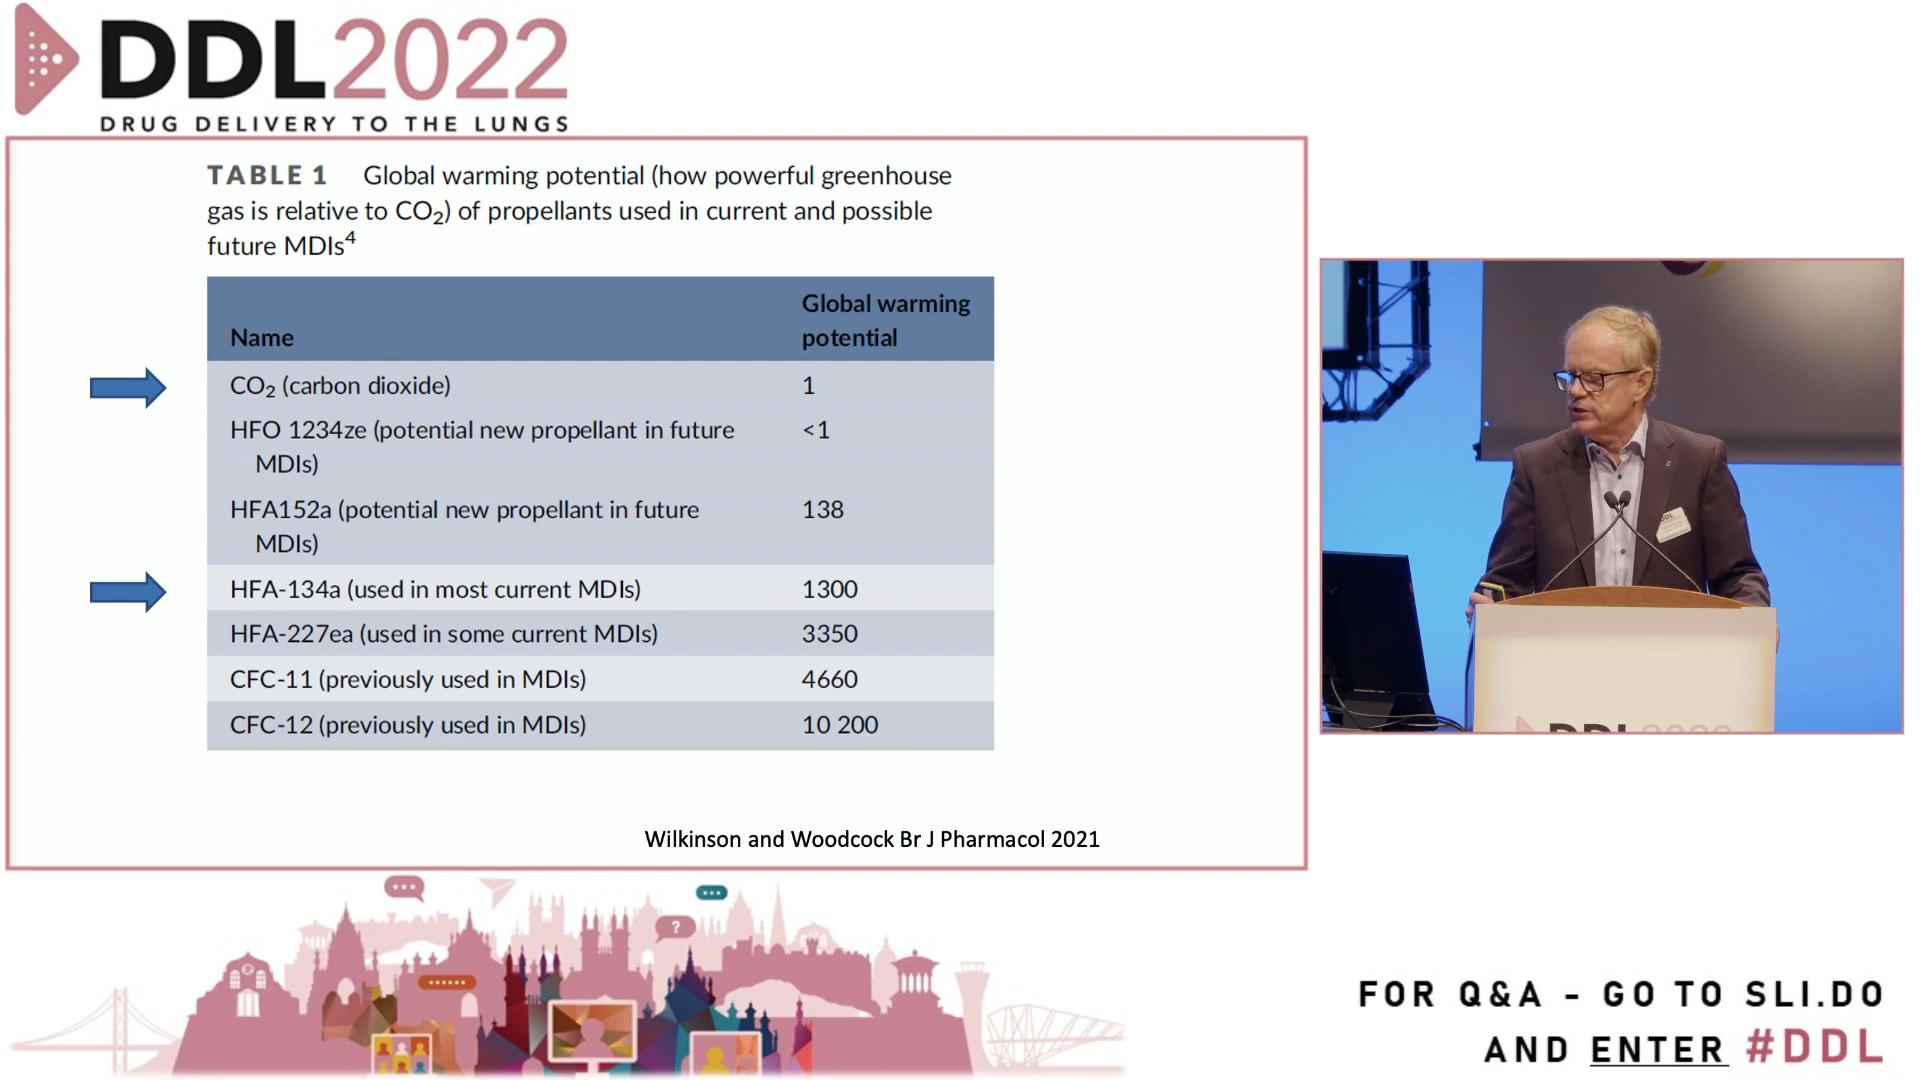 DDL2022
DRUG DELIVERY TO THE LUNGS
TABLE 1 Global warming potential (how powerful greenhouse
gas is relative to CO₂) of propellants used in current and possible
future MDIs⁴
Name
Global warming
potential
CO₂ (carbon dioxide) 1
HFO 1234ze (potential new propellant in future <1
MDIs)
HFA152a (potential new propellant in future 138
MDIs)
HFA-134a (used in most current MDIs) 1300
HFA-227ea (used in some current MDIs) 3350
CFC-11 (previously used in MDIs) 4660
CFC-12 (previously used in MDIs) 10 200
Wilkinson and Woodcock Br J Pharmacol 2021
DDL
DDL2022
?
FOR Q&A - GO TO SLI.DO
AND ENTER #DDL